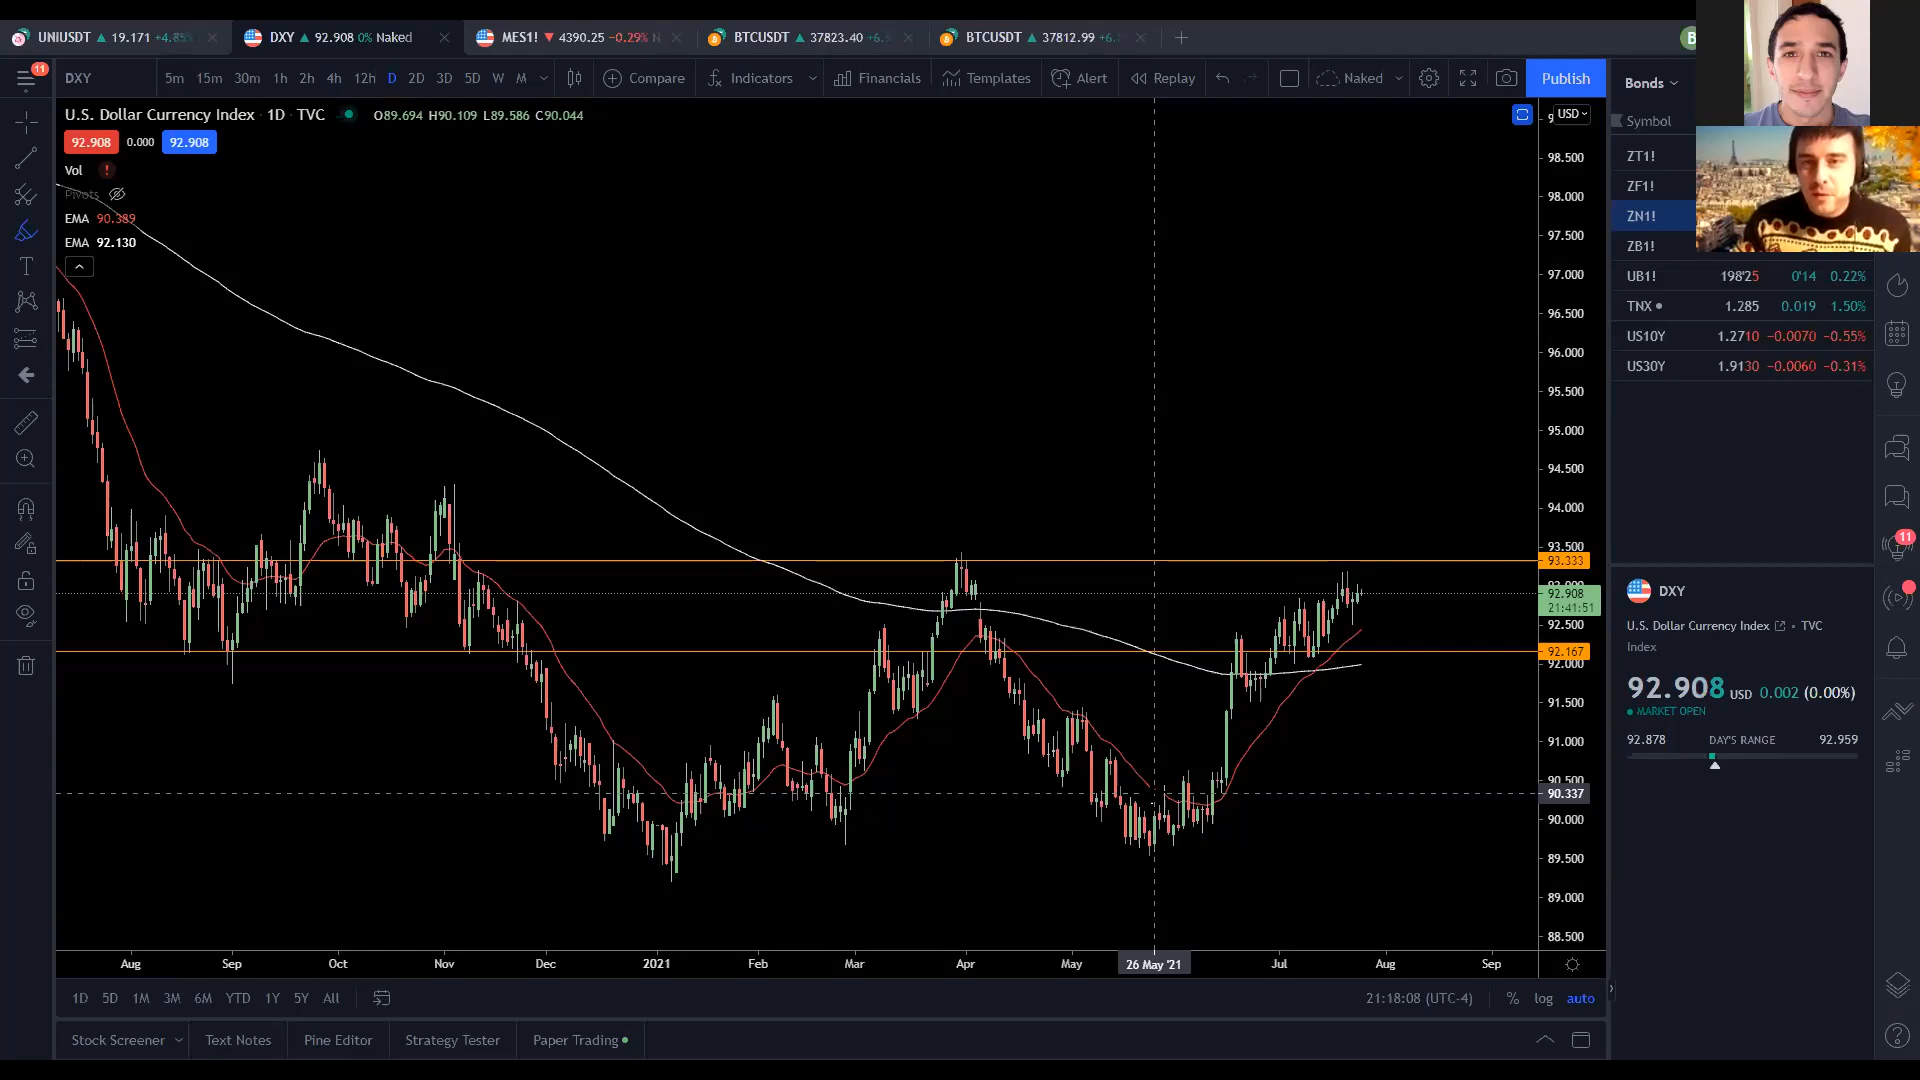 UNIUSDT ▲ 19.171 +4.85%
DXY ▲ 92.908 0% Naked
MES1! ▼ 4390.25 −0.29% N
BTCUSDT ▲ 37823.40 +6.
BTCUSDT ▲ 37812.99 +6.
B
11
DXY
5m 15m 30m 1h 2h 4h 12h D 2D 3D 5D W M
Compare
Indicators
Financials
Templates
Alert
Replay
Naked
Publish
U.S. Dollar Currency Index · 1D · TVC
O89.694 H90.109 L89.586 C90.044
92.908 0.000 92.908
Vol !
Pivots
EMA 90.389
EMA 92.130
USD
98.500
98.000
97.500
97.000
96.500
96.000
95.500
95.000
94.500
94.000
93.500
93.333
93.000
92.908
21:41:51
92.500
92.167
92.000
91.500
91.000
90.500
90.337
90.000
89.500
89.000
88.500
Aug Sep Oct Nov Dec 2021 Feb Mar Apr May 26 May '21 Jul Aug Sep
1D 5D 1M 3M 6M YTD 1Y 5Y All
21:18:08 (UTC-4) % log auto
Stock Screener
Text Notes
Pine Editor
Strategy Tester
Paper Trading
Bonds
Symbol
ZT1!
ZF1!
ZN1!
ZB1!
UB1! 198'25 0'14 0.22%
TNX 1.285 0.019 1.50%
US10Y 1.2710 −0.0070 −0.55%
US30Y 1.9130 −0.0060 −0.31%
11
DXY
U.S. Dollar Currency Index • TVC
Index
92.908 USD 0.002 (0.00%)
MARKET OPEN
92.878 DAY'S RANGE 92.959